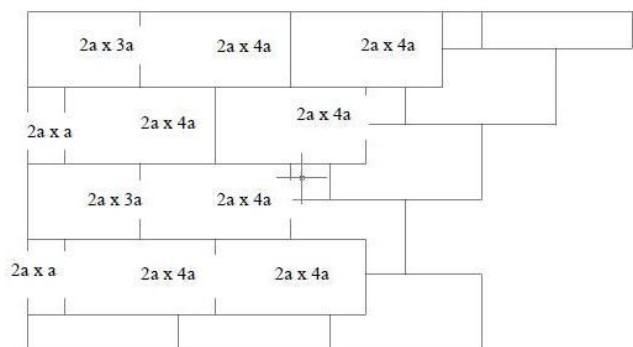 2a x 3a 2a x 4a 2a x 4a
2a x a 2a x 4a 2a x 4a
2a x 3a 2a x 4a
2a x a 2a x 4a 2a x 4a